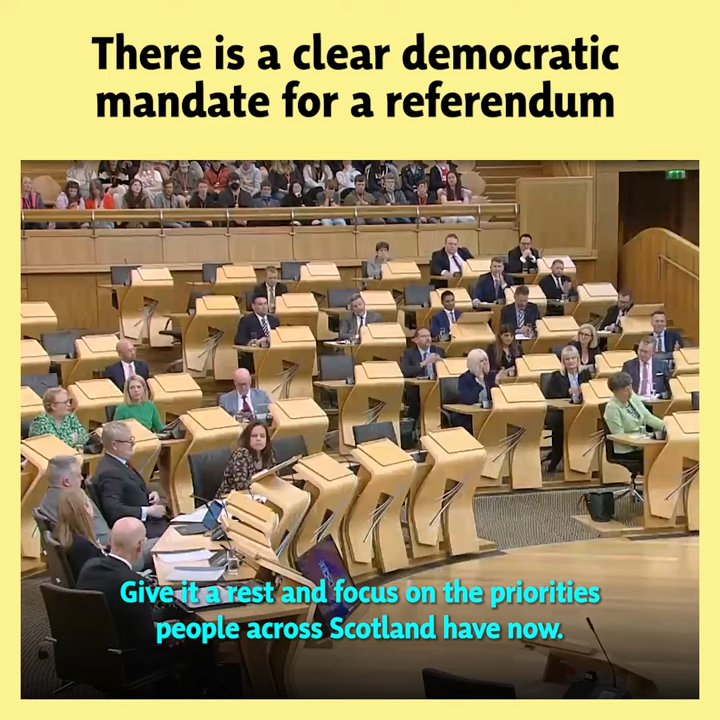 There is a clear democratic
mandate for a referendum
Give it a rest and focus on the priorities
people across Scotland have now.